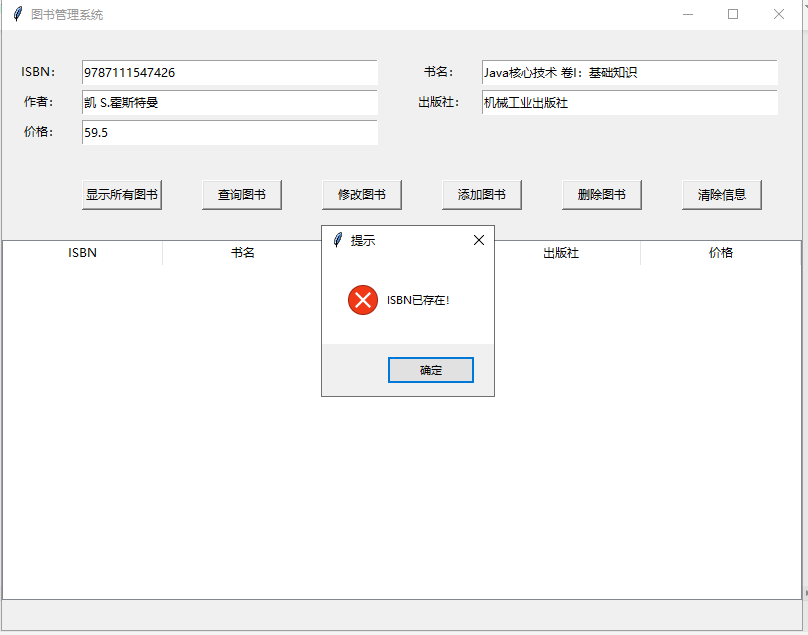 图书管理系统
ISBN： 9787111547426 书名： Java核心技术 卷I：基础知识
作者： 凯 S.霍斯特曼 出版社： 机械工业出版社
价格： 59.5
显示所有图书 查询图书 修改图书 添加图书 删除图书 清除信息
提示
ISBN 书名 出版社 价格
ISBN已存在！
确定